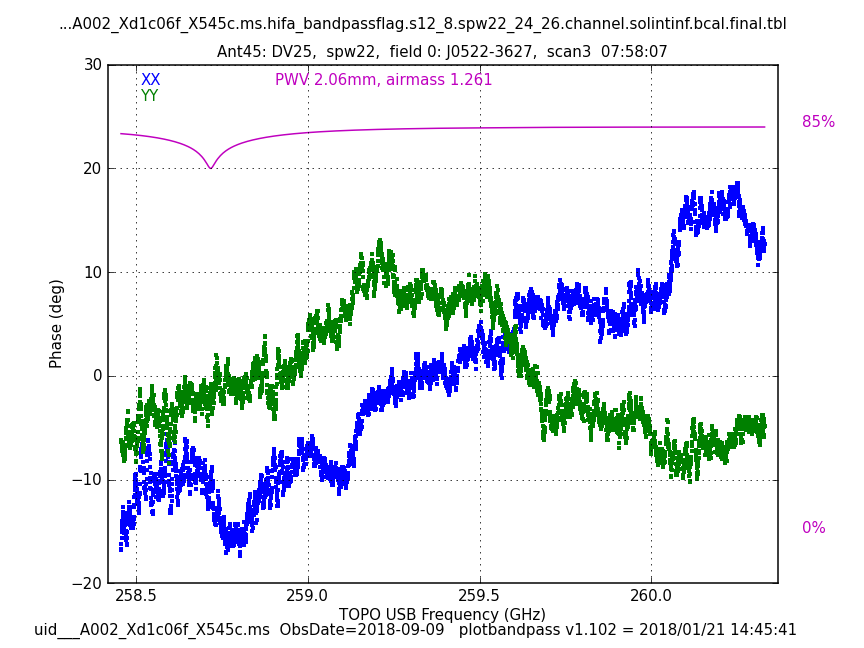 ...A002_Xd1c06f_X545c.ms.hifa_bandpassflag.s12_8.spw22_24_26.channel.solintinf.bcal.final.tbl
Ant45: DV25, spw22, field 0: J0522-3627, scan3 07:58:07
30
XX
PWV 2.06mm, airmass 1.261
YY
85%
20
10
Phase (deg)
0
−10
0%
−20
258.5
259.0
259.5
260.0
TOPO USB Frequency (GHz)
uid___A002_Xd1c06f_X545c.ms ObsDate=2018-09-09 plotbandpass v1.102 = 2018/01/21 14:45:41